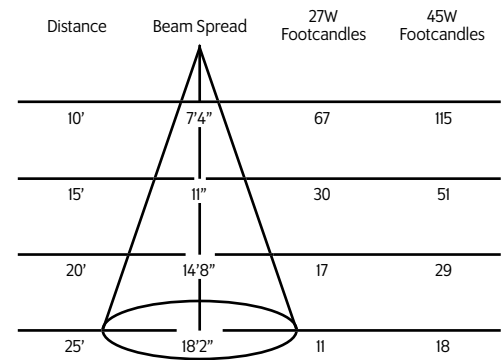 Distance Beam Spread 27W Footcandles 45W Footcandles
10' 7'4" 67 115
15' 11" 30 51
20' 14'8" 17 29
25' 18'2" 11 18